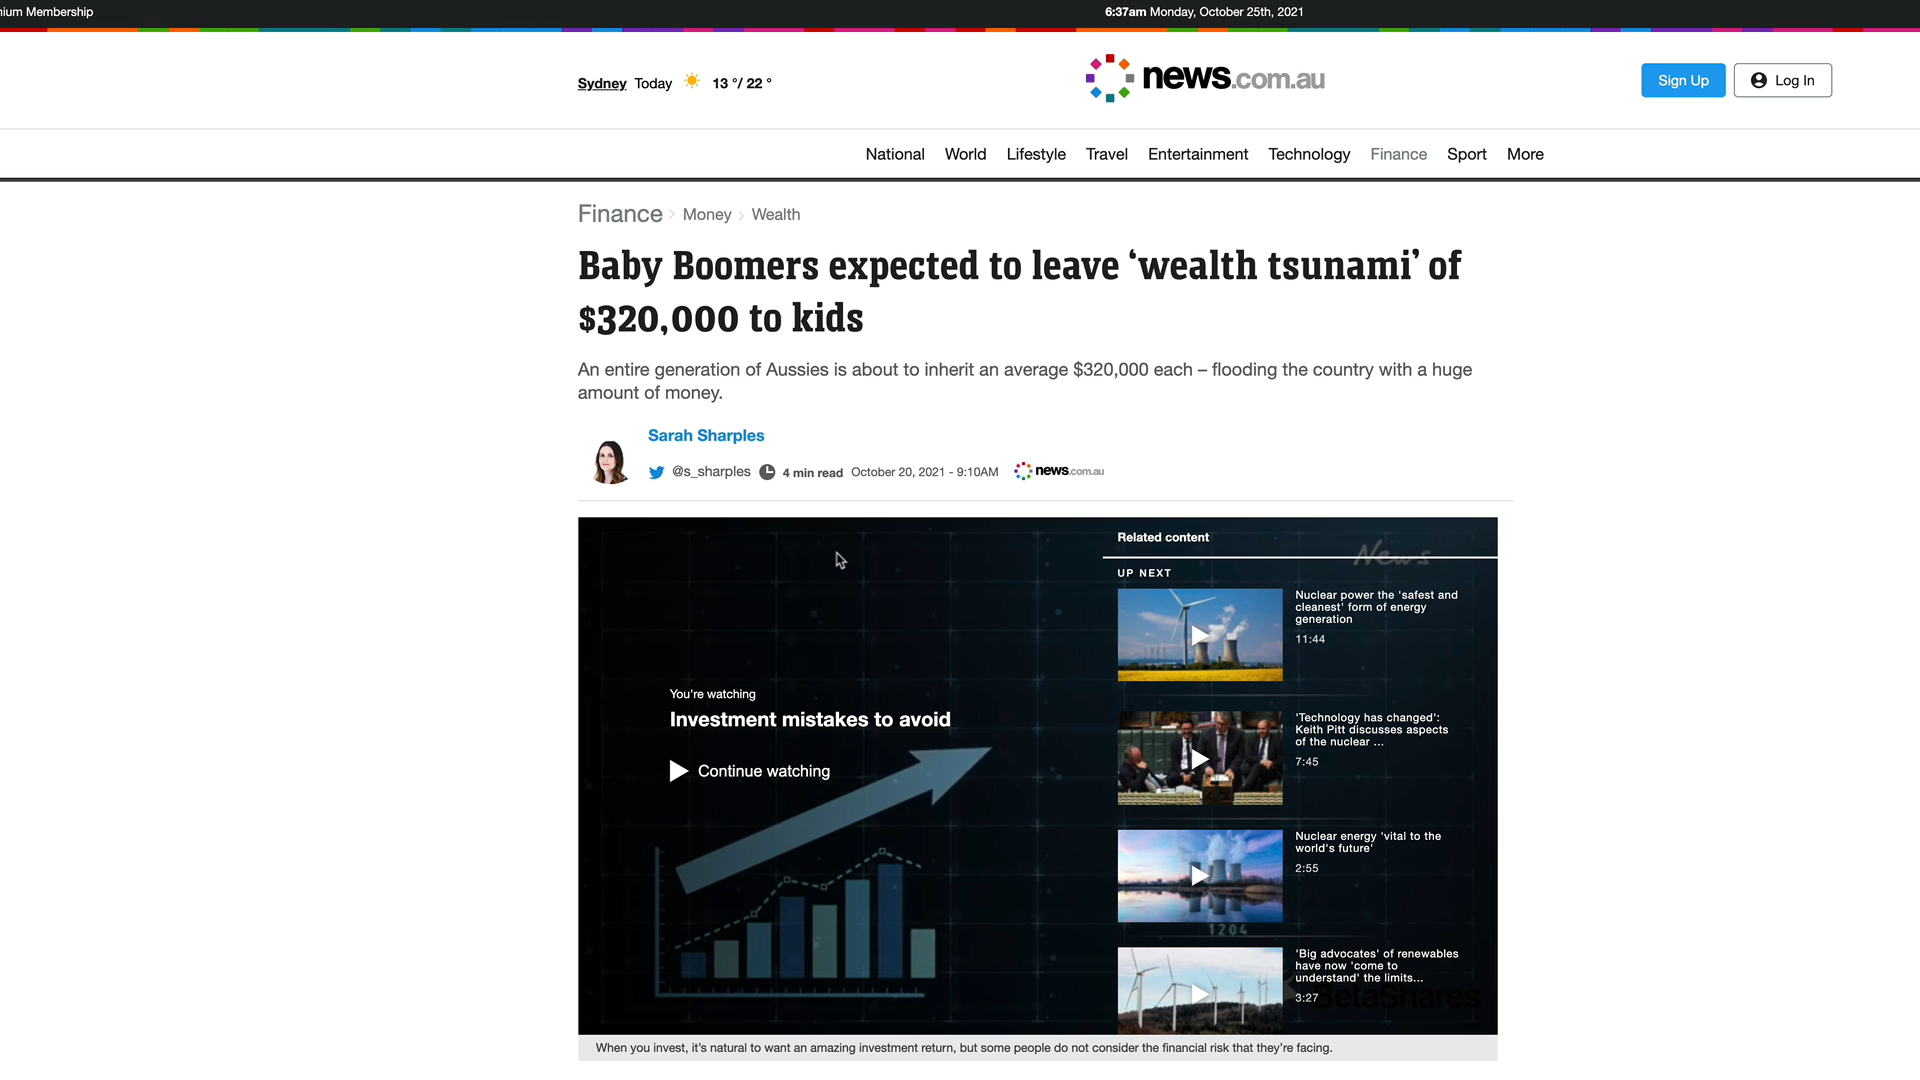 nium Membership
6:37am Monday, October 25th, 2021
Sydney Today 13 °/ 22 °
news.com.au
Sign Up
Log In
National World Lifestyle Travel Entertainment Technology Finance Sport More
Finance > Money > Wealth
Baby Boomers expected to leave ‘wealth tsunami’ of
$320,000 to kids
An entire generation of Aussies is about to inherit an average $320,000 each – flooding the country with a huge
amount of money.
Sarah Sharples
@s_sharples 4 min read October 20, 2021 - 9:10AM news.com.au
Related content
News
UP NEXT
Nuclear power the 'safest and
cleanest' form of energy
generation
11:44
You're watching
Investment mistakes to avoid
Continue watching
'Technology has changed':
Keith Pitt discusses aspects
of the nuclear ...
7:45
Nuclear energy 'vital to the
world's future'
2:55
1204
'Big advocates' of renewables
have now 'come to
understand' the limits...
3:27
BetaShares
When you invest, it’s natural to want an amazing investment return, but some people do not consider the financial risk that they’re facing.